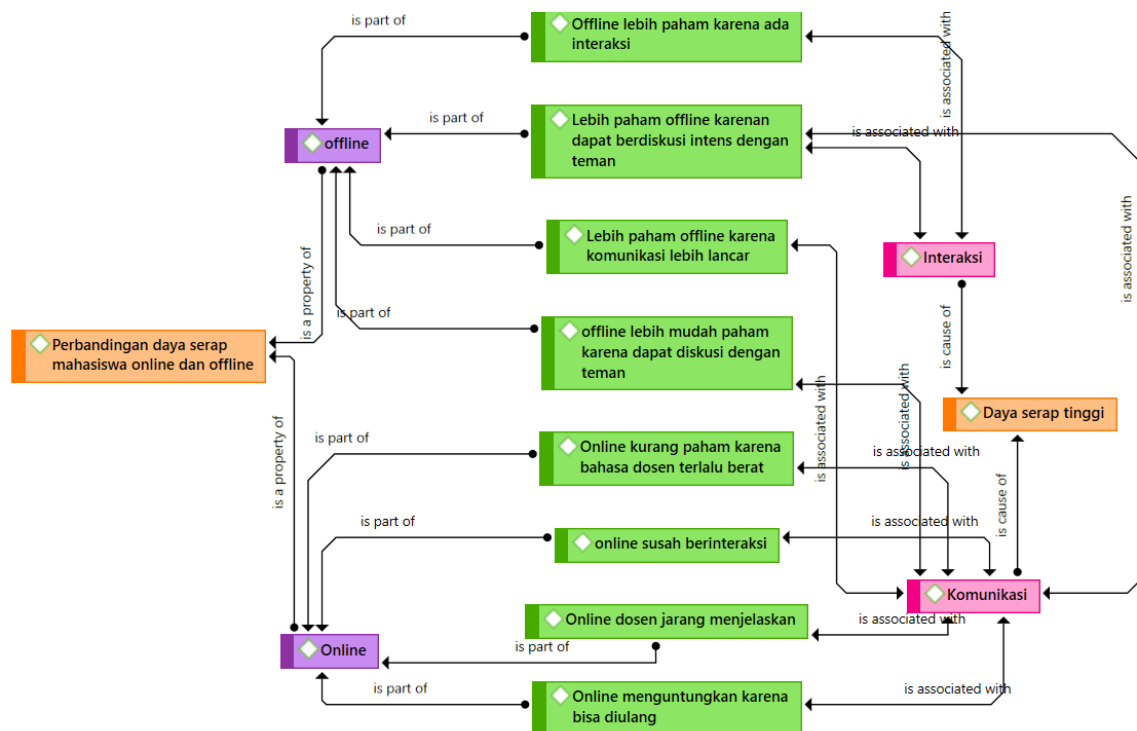 is part of
Offline lebih paham karena ada
interaksi
is associated with
offline
is part of
Lebih paham offline karenan
dapat berdiskusi intens dengan
teman
is associated with
is part of
Lebih paham offline karena
komunikasi lebih lancar
Interaksi
is associated with
is a property of
is part of
offline lebih mudah paham
karena dapat diskusi dengan
teman
is cause of
Perbandingan daya serap
mahasiswa online dan offline
is associated with
is associated with
Daya serap tinggi
is a property of
is part of
Online kurang paham karena
bahasa dosen terlalu berat
is associated with
is cause of
is part of
online susah berinteraksi
is associated with
Komunikasi
Online dosen jarang menjelaskan
is associated with
Online
is part of
is part of
Online menguntungkan karena
bisa diulang
is associated with